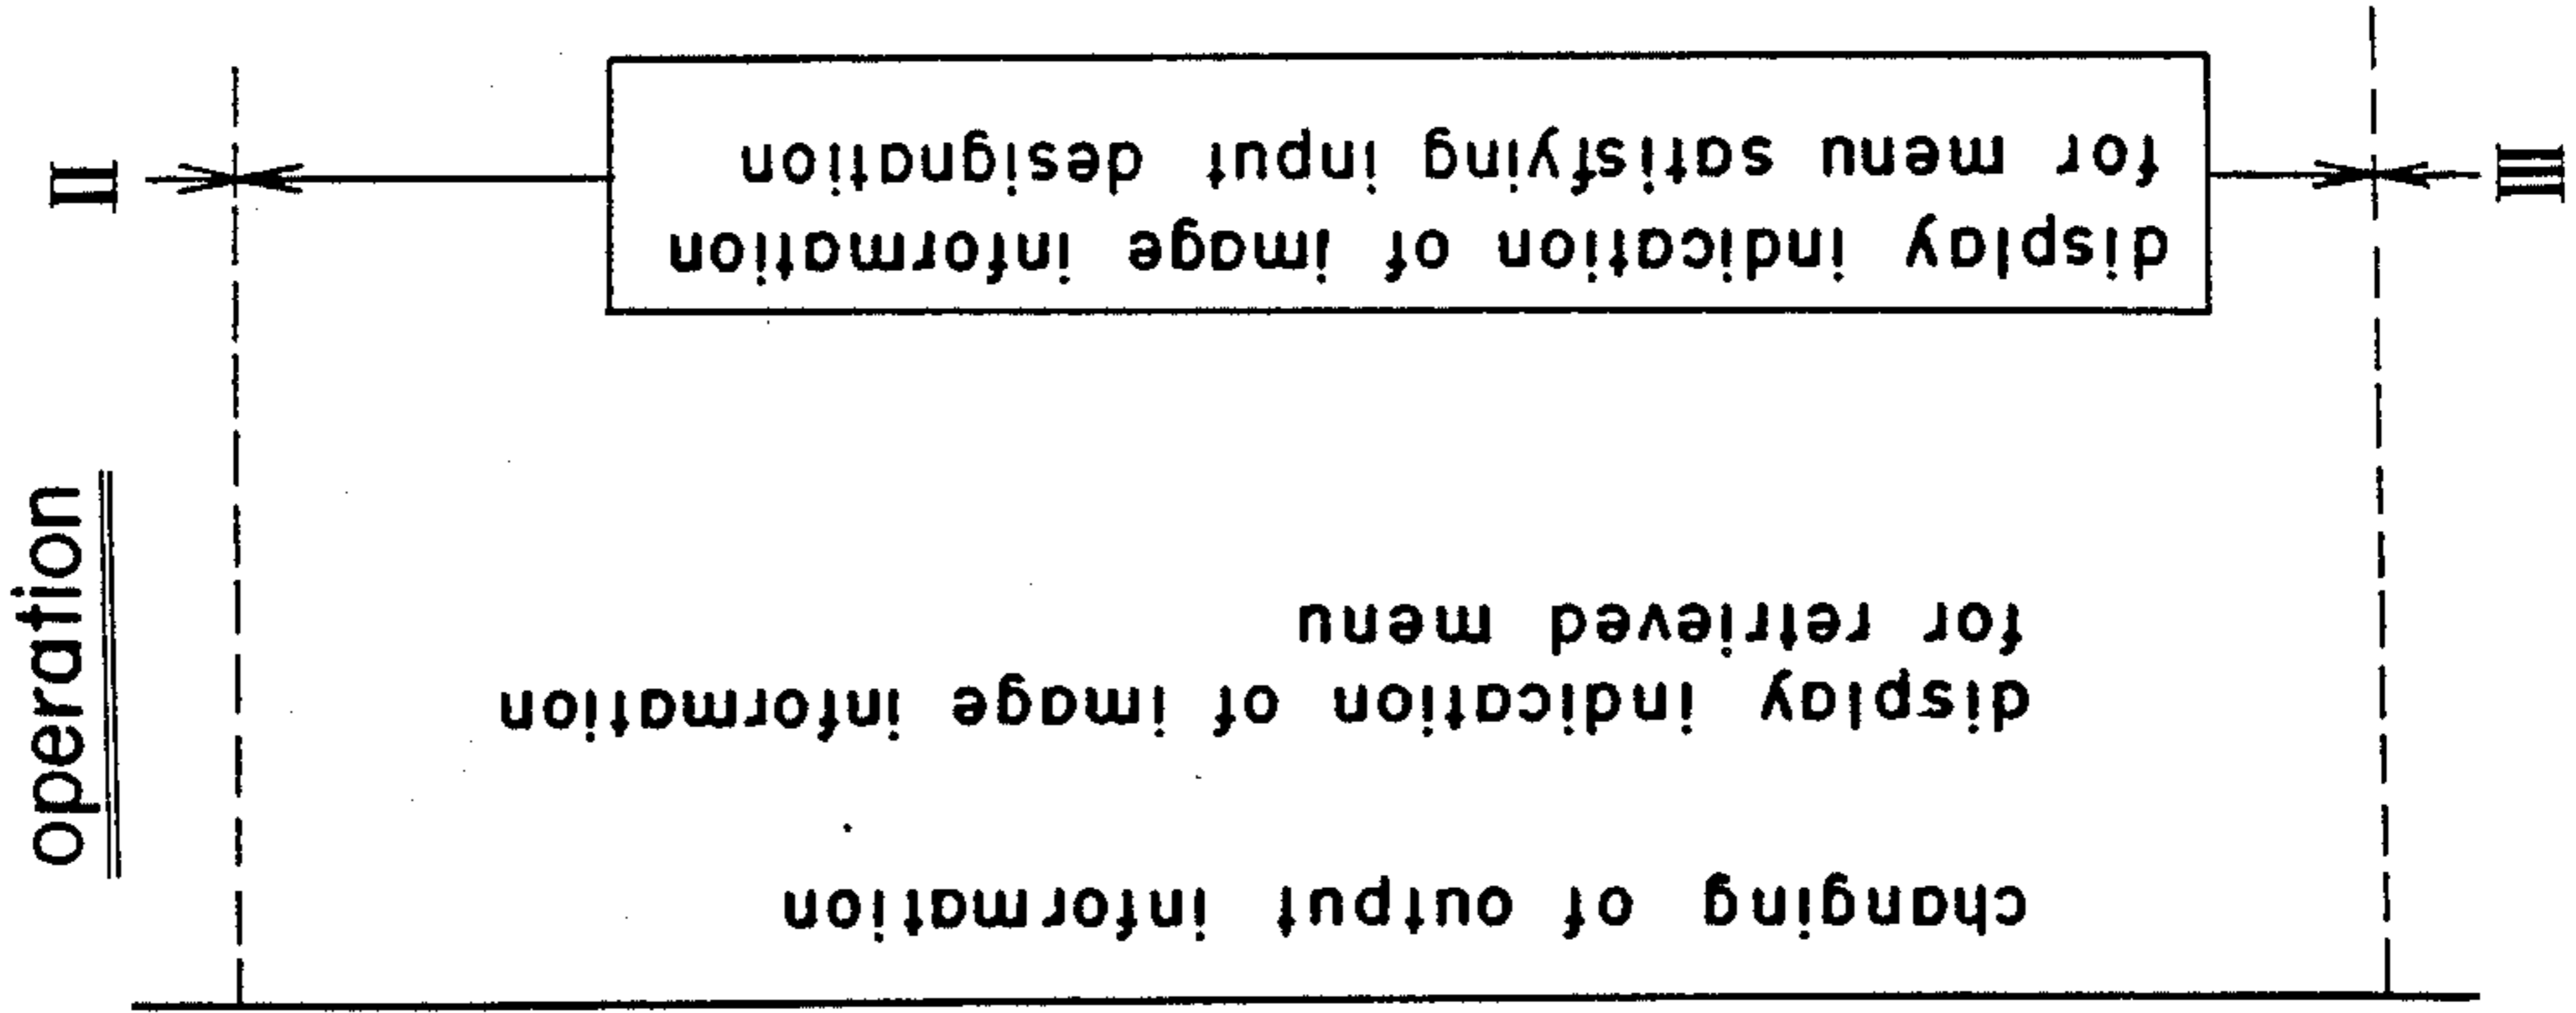 operation
changing of output information
display indication of image information
for retrieved menu
display indication of image information
for menu satisfying input designation
II
III